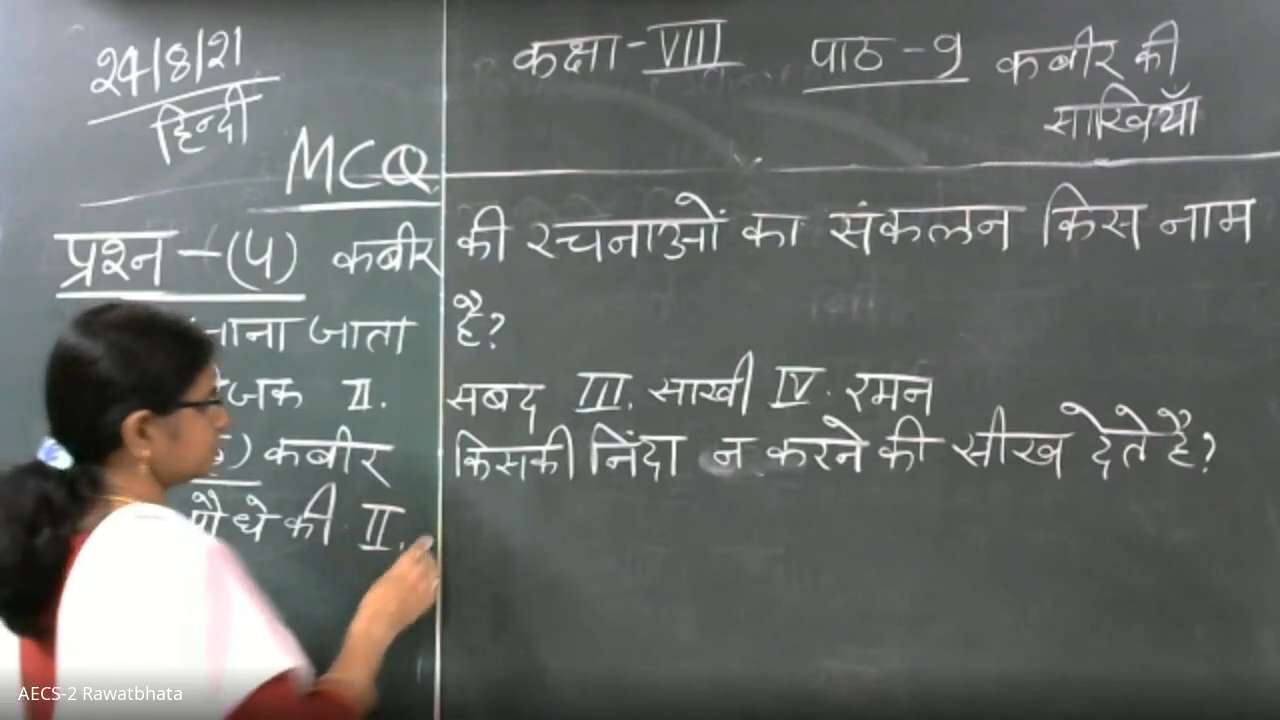 24/8/21
हिन्दी
MCQ
कक्षा - VIII पाठ - 9 कबीर की
साखियाँ
प्रश्न - (५) कबीर की रचनाओं का संकलन किस नाम
जाना जाता है?
II. सबद III. साखी IV. रमन
कबीर किसकी निंदा न करने की सीख देते है?
पौधे की II.
AECS-2 Rawatbhata